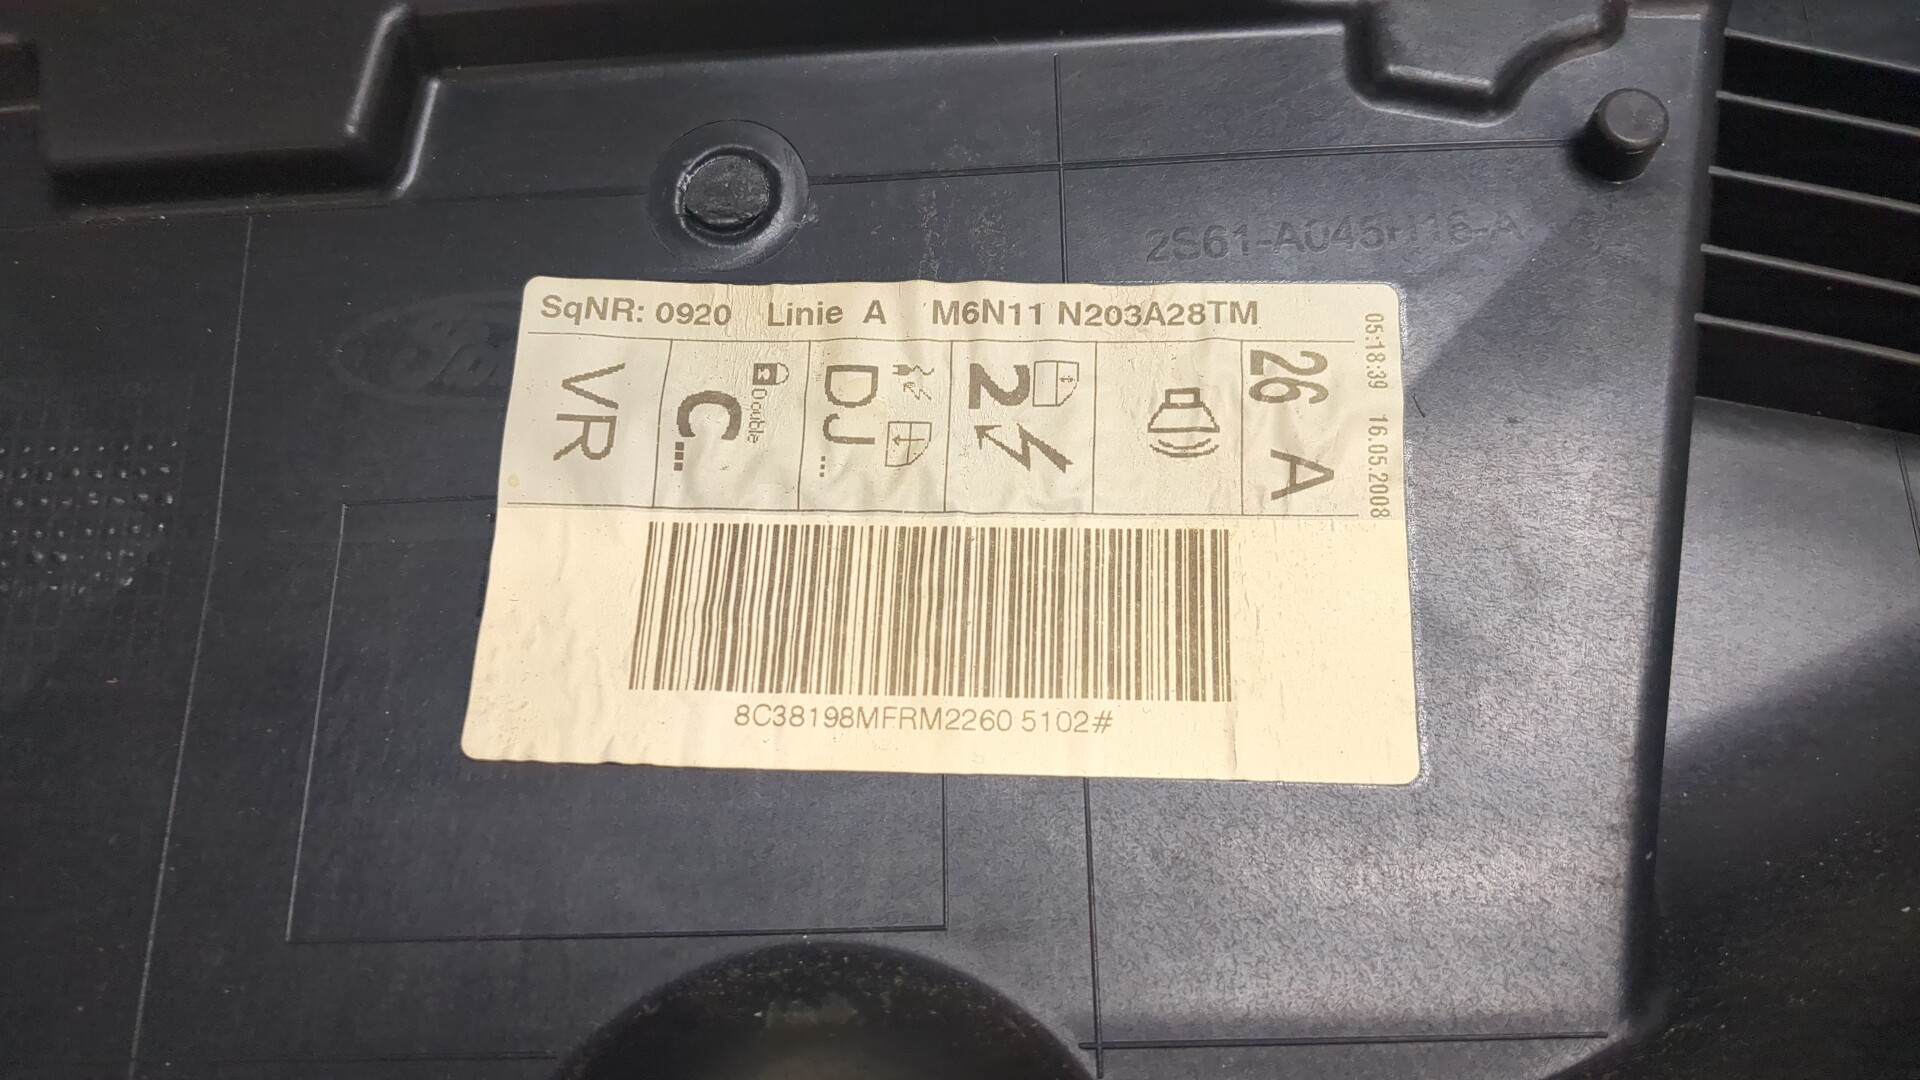 SqNR: 0920 Linie A M6N11 N203A28TM
VR
C...
Double
DJ...
2
26 A
05:18:39 16.05.2008
8C38198MFRM2260 5102#